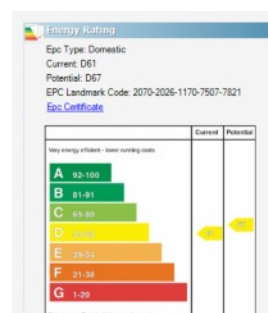 Energy Rating
Epc Type: Domestic
Current: D61
Potential: D67
EPC Landmark Code: 2070-2026-1170-7507-7821
Epc Certificate
Current Potential
Very energy efficient - lower running costs
A 92-100
B 81-91
C 69-80
D
E 39-54
F 21-38
G 1-20